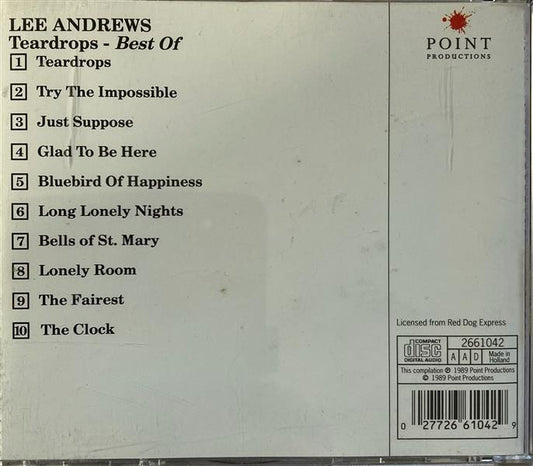 LEE ANDREWS
Teardrops - Best Of
1 Teardrops
2 Try The Impossible
3 Just Suppose
4 Glad To Be Here
5 Bluebird Of Happiness
6 Long Lonely Nights
7 Bells of St. Mary
8 Lonely Room
9 The Fairest
10 The Clock
POINT
PRODUCTIONS
Licensed from Red Dog Express
COMPACT
disc
DIGITAL AUDIO
2661042
A A D
Made in
Holland
This compilation ℗ 1989 Point Productions
© 1989 Point Productions
0 27726 61042 9